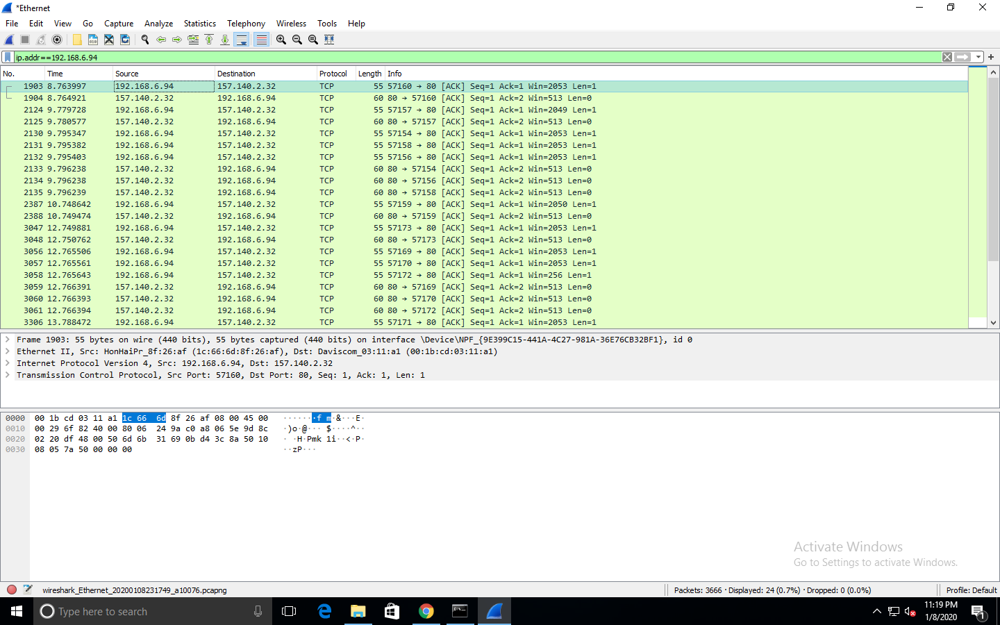 *Ethernet
File Edit View Go Capture Analyze Statistics Telephony Wireless Tools Help
ip.addr==192.168.6.94
No. Time Source Destination Protocol Length Info
1903 8.763997 192.168.6.94 157.140.2.32 TCP 55 57160 → 80 [ACK] Seq=1 Ack=1 Win=2053 Len=1
1904 8.764921 157.140.2.32 192.168.6.94 TCP 60 80 → 57160 [ACK] Seq=1 Ack=2 Win=513 Len=0
2124 9.779728 192.168.6.94 157.140.2.32 TCP 55 57157 → 80 [ACK] Seq=1 Ack=1 Win=2049 Len=1
2125 9.780577 157.140.2.32 192.168.6.94 TCP 60 80 → 57157 [ACK] Seq=1 Ack=2 Win=513 Len=0
2130 9.795347 192.168.6.94 157.140.2.32 TCP 55 57154 → 80 [ACK] Seq=1 Ack=1 Win=2053 Len=1
2131 9.795382 192.168.6.94 157.140.2.32 TCP 55 57158 → 80 [ACK] Seq=1 Ack=1 Win=2053 Len=1
2132 9.795403 192.168.6.94 157.140.2.32 TCP 55 57156 → 80 [ACK] Seq=1 Ack=1 Win=2053 Len=1
2133 9.796238 157.140.2.32 192.168.6.94 TCP 60 80 → 57154 [ACK] Seq=1 Ack=2 Win=513 Len=0
2134 9.796238 157.140.2.32 192.168.6.94 TCP 60 80 → 57156 [ACK] Seq=1 Ack=2 Win=513 Len=0
2135 9.796239 157.140.2.32 192.168.6.94 TCP 60 80 → 57158 [ACK] Seq=1 Ack=2 Win=513 Len=0
2387 10.748642 192.168.6.94 157.140.2.32 TCP 55 57159 → 80 [ACK] Seq=1 Ack=1 Win=2050 Len=1
2388 10.749474 157.140.2.32 192.168.6.94 TCP 60 80 → 57159 [ACK] Seq=1 Ack=2 Win=513 Len=0
3047 12.749881 192.168.6.94 157.140.2.32 TCP 55 57173 → 80 [ACK] Seq=1 Ack=1 Win=2053 Len=1
3048 12.750762 157.140.2.32 192.168.6.94 TCP 60 80 → 57173 [ACK] Seq=1 Ack=2 Win=513 Len=0
3056 12.765506 192.168.6.94 157.140.2.32 TCP 55 57169 → 80 [ACK] Seq=1 Ack=1 Win=2053 Len=1
3057 12.765561 192.168.6.94 157.140.2.32 TCP 55 57170 → 80 [ACK] Seq=1 Ack=1 Win=2053 Len=1
3058 12.765643 192.168.6.94 157.140.2.32 TCP 55 57172 → 80 [ACK] Seq=1 Ack=1 Win=256 Len=1
3059 12.766391 157.140.2.32 192.168.6.94 TCP 60 80 → 57169 [ACK] Seq=1 Ack=2 Win=513 Len=0
3060 12.766393 157.140.2.32 192.168.6.94 TCP 60 80 → 57170 [ACK] Seq=1 Ack=2 Win=513 Len=0
3061 12.766394 157.140.2.32 192.168.6.94 TCP 60 80 → 57172 [ACK] Seq=1 Ack=2 Win=513 Len=0
3306 13.788472 192.168.6.94 157.140.2.32 TCP 55 57171 → 80 [ACK] Seq=1 Ack=1 Win=2053 Len=1
Frame 1903: 55 bytes on wire (440 bits), 55 bytes captured (440 bits) on interface \Device\NPF_{9E399C15-441A-4C27-981A-36E76CB32BF1}, id 0
Ethernet II, Src: HonHaiPr_8f:26:af (1c:66:6d:8f:26:af), Dst: Daviscom_03:11:a1 (00:1b:cd:03:11:a1)
Internet Protocol Version 4, Src: 192.168.6.94, Dst: 157.140.2.32
Transmission Control Protocol, Src Port: 57160, Dst Port: 80, Seq: 1, Ack: 1, Len: 1
0000 00 1b cd 03 11 a1 1c 66 6d 8f 26 af 08 00 45 00 ·······f m·&···E·
0010 00 29 6f 82 40 00 80 06 24 9a c0 a8 06 5e 9d 8c ·)o·@··· $····^··
0020 02 20 df 48 00 50 6d 6b 31 69 0b d4 3c 8a 50 10 · ·H·Pmk 1i··<·P·
0030 08 05 7a 50 00 00 00 ··zP···
Activate Windows
Go to Settings to activate Windows.
wireshark_Ethernet_20200108231749_a10076.pcapng Packets: 3666 · Displayed: 24 (0.7%) · Dropped: 0 (0.0%) Profile: Default
Type here to search
11:19 PM
1/8/2020
1